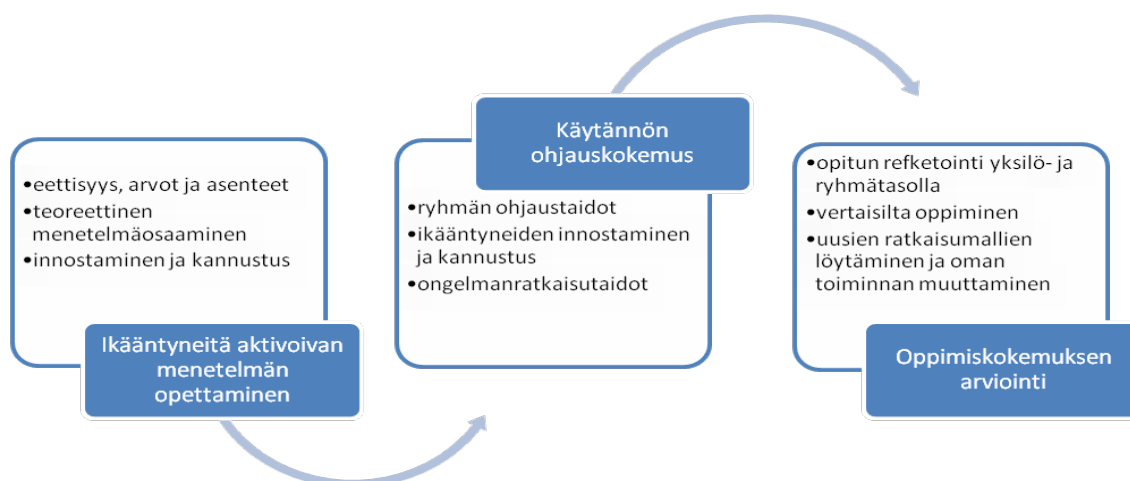 •eettisyys, arvot ja asenteet
•teoreettinen
menetelmäosaaminen
•innostaminen ja kannustus
Ikääntyneitä aktivoivan
menetelmän
opettaminen
Käytännön
ohjauskokemus
•ryhmän ohjaustaidot
•ikääntyneiden innostaminen
ja kannustus
•ongelmanratkaisutaidot
•opitun refketointi yksilö- ja
ryhmätasolla
•vertaisilta oppiminen
•uusien ratkaisumallien
löytäminen ja oman
toiminnan muuttaminen
Oppimiskokemuksen
arviointi